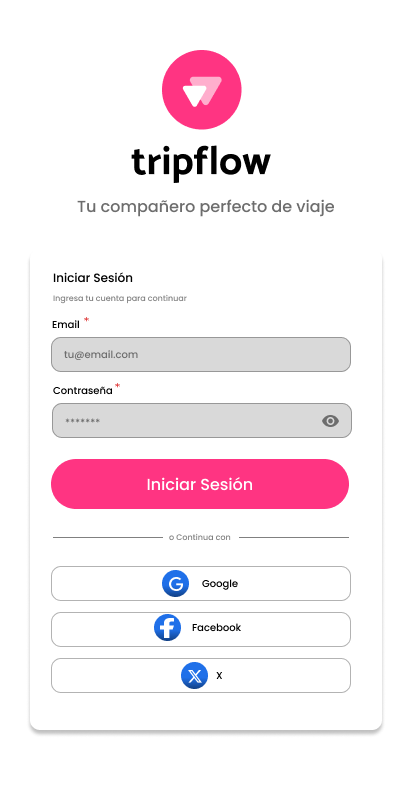 tripflow
Tu compañero perfecto de viaje
Iniciar Sesión
Ingresa tu cuenta para continuar
Email *
tu@email.com
Contraseña *
*******
Iniciar Sesión
o Continua con
G Google
f Facebook
X X